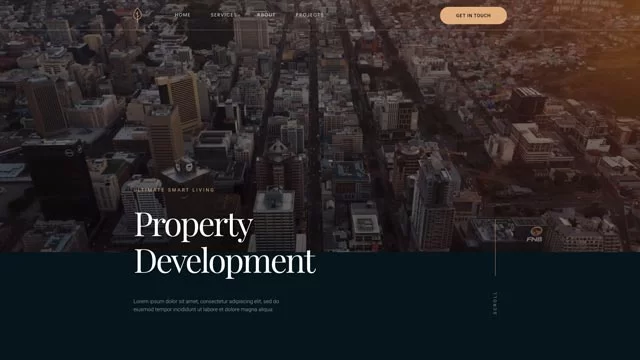 HOME SERVICES ABOUT PROJECTS GET IN TOUCH
ULTIMATE SMART LIVING
Property
Development
FNB
Lorem ipsum dolor sit amet, consectetur adipiscing elit, sed do
eiusmod tempor incididunt ut labore et dolore magna aliqua.
SCROLL